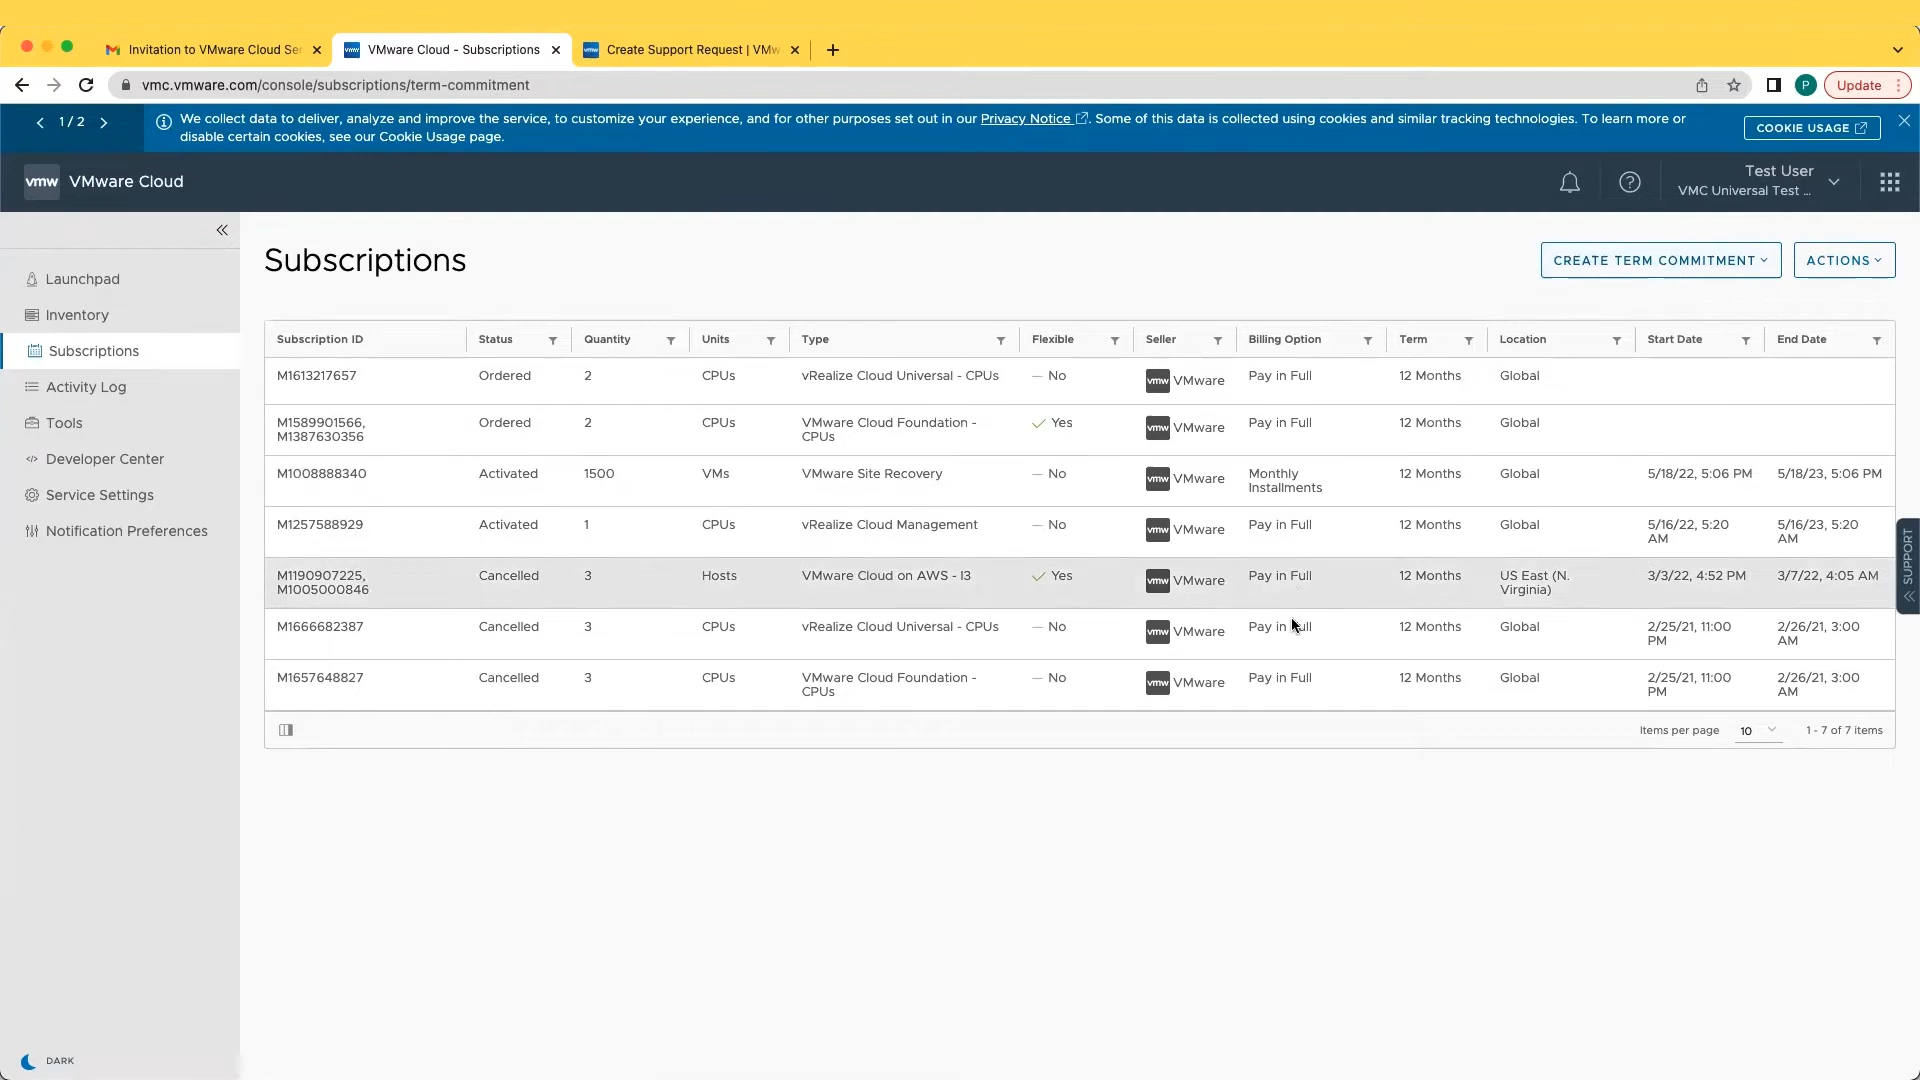 Invitation to VMware Cloud Ser
VMware Cloud - Subscriptions
Create Support Request | VMw
vmc.vmware.com/console/subscriptions/term-commitment
P
Update
1 / 2
We collect data to deliver, analyze and improve the service, to customize your experience, and for other purposes set out in our Privacy Notice. Some of this data is collected using cookies and similar tracking technologies. To learn more or
disable certain cookies, see our Cookie Usage page.
COOKIE USAGE
vmw VMware Cloud
Test User
VMC Universal Test ...
Launchpad
Inventory
Subscriptions
Activity Log
Tools
Developer Center
Service Settings
Notification Preferences
DARK
Subscriptions
CREATE TERM COMMITMENT
ACTIONS
Subscription ID Status Quantity Units Type Flexible Seller Billing Option Term Location Start Date End Date
M1613217657 Ordered 2 CPUs vRealize Cloud Universal - CPUs — No vmw VMware Pay in Full 12 Months Global
M1589901566, Ordered 2 CPUs VMware Cloud Foundation - Yes vmw VMware Pay in Full 12 Months Global
M1387630356 CPUs
M1008888340 Activated 1500 VMs VMware Site Recovery — No vmw VMware Monthly 12 Months Global 5/18/22, 5:06 PM 5/18/23, 5:06 PM
Installments
M1257588929 Activated 1 CPUs vRealize Cloud Management — No vmw VMware Pay in Full 12 Months Global 5/16/22, 5:20 5/16/23, 5:20
AM AM
M1190907225, Cancelled 3 Hosts VMware Cloud on AWS - I3 Yes vmw VMware Pay in Full 12 Months US East (N. 3/3/22, 4:52 PM 3/7/22, 4:05 AM
M1005000846 Virginia)
M1666682387 Cancelled 3 CPUs vRealize Cloud Universal - CPUs — No vmw VMware Pay in Full 12 Months Global 2/25/21, 11:00 2/26/21, 3:00
PM AM
M1657648827 Cancelled 3 CPUs VMware Cloud Foundation - — No vmw VMware Pay in Full 12 Months Global 2/25/21, 11:00 2/26/21, 3:00
CPUs PM AM
Items per page 10 1 - 7 of 7 items
SUPPORT